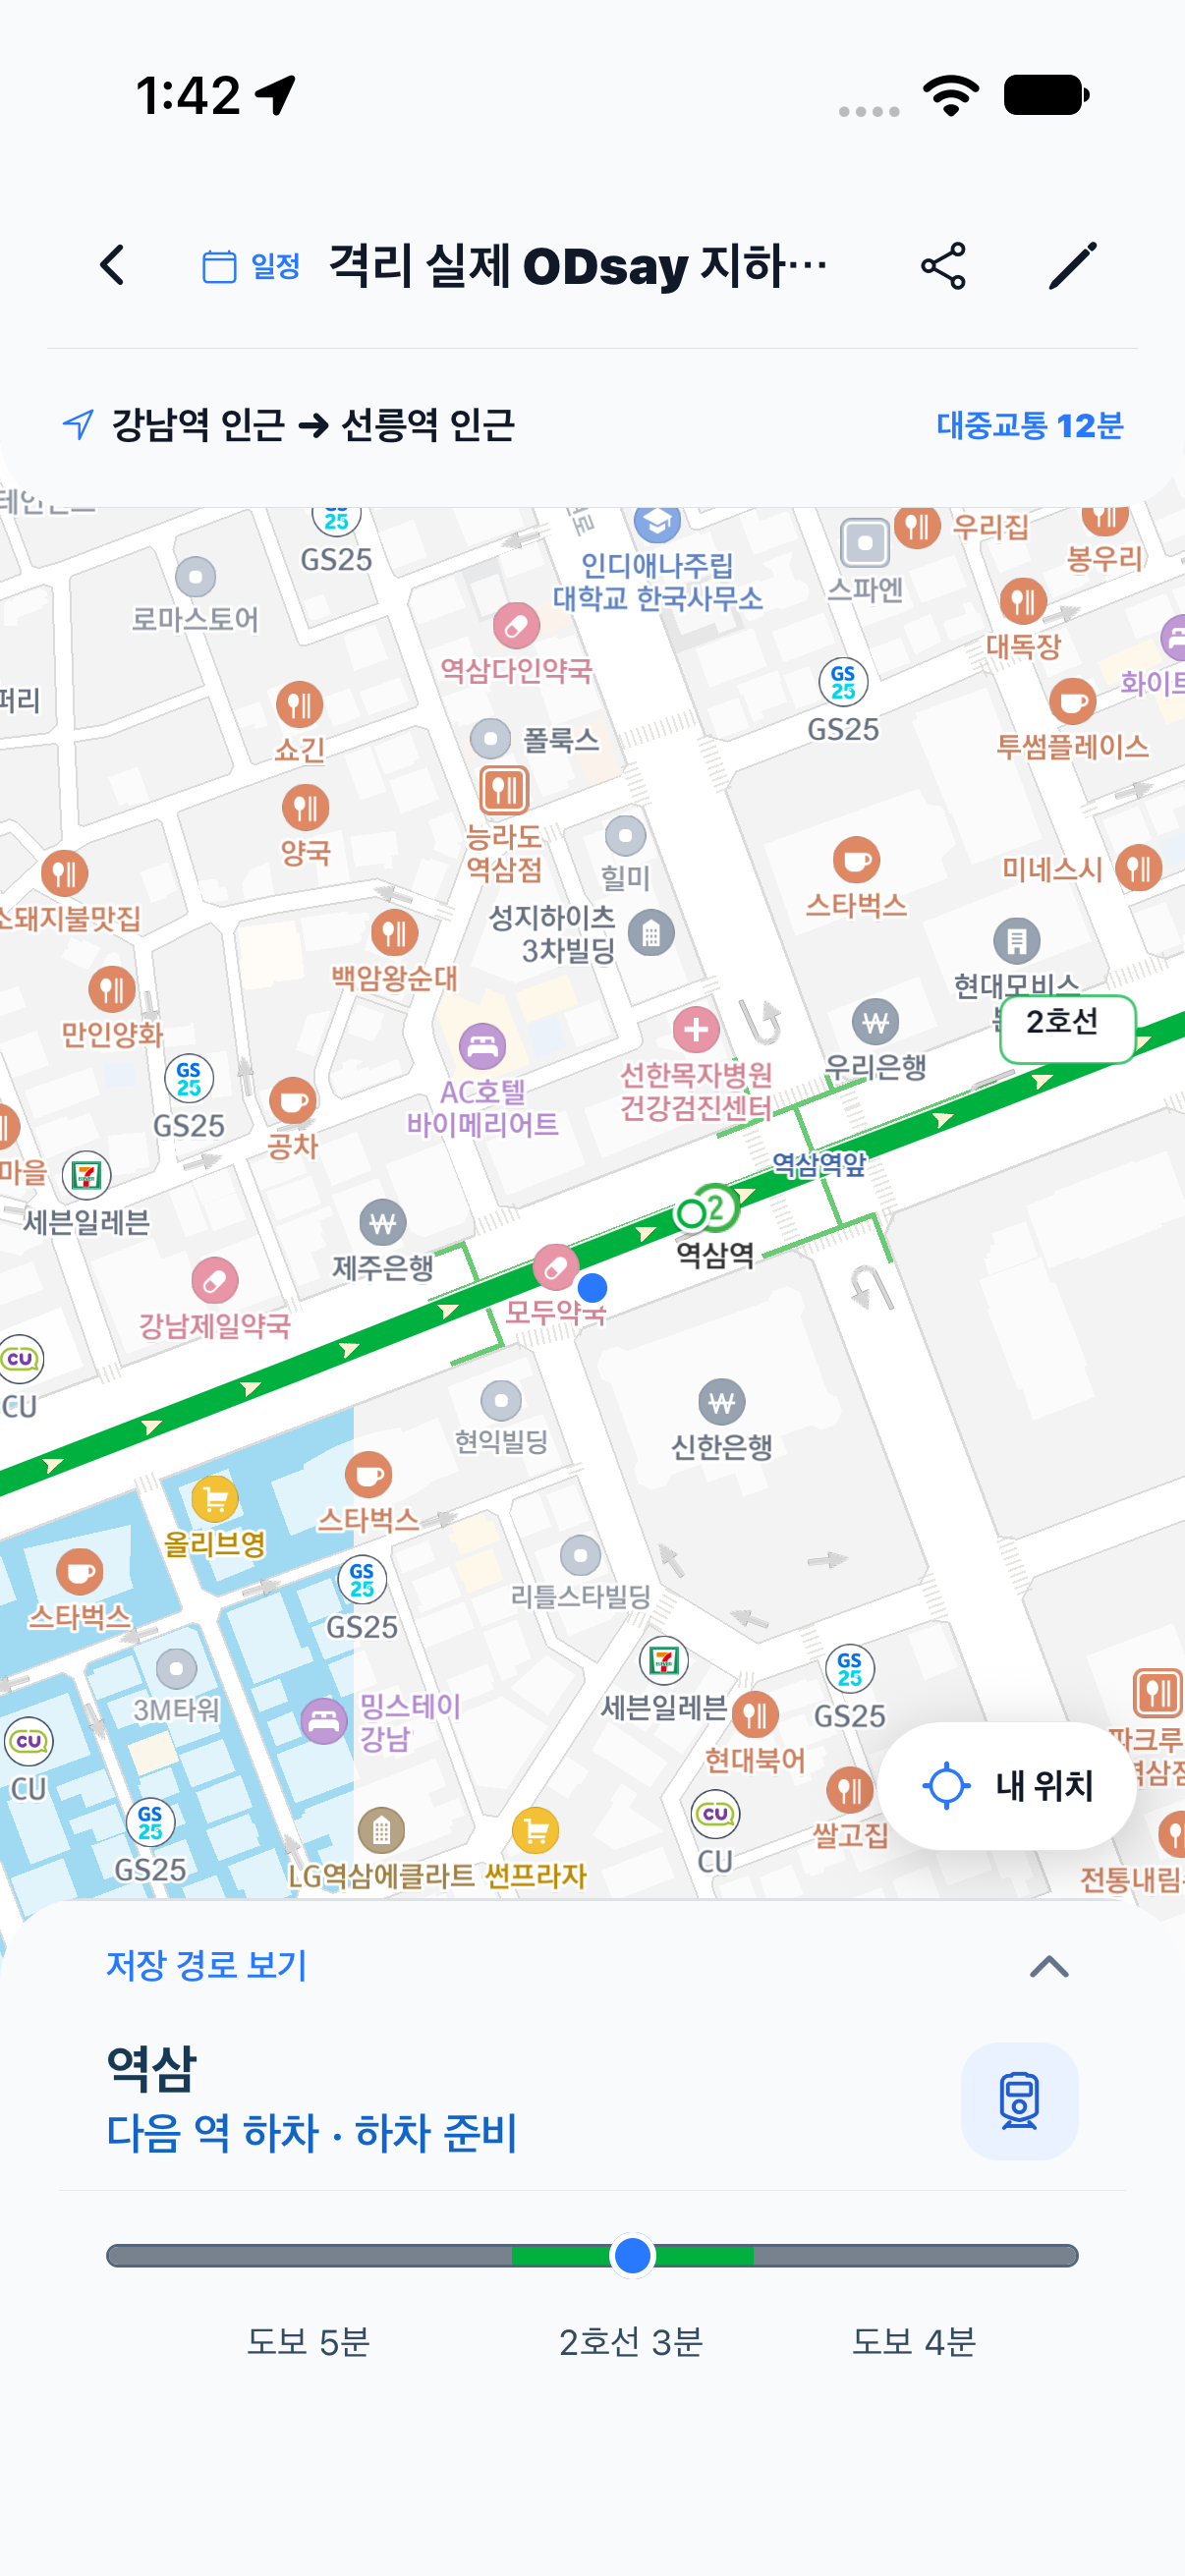 1:42
일정 격리 실제 ODsay 지하…
강남역 인근 → 선릉역 인근 대중교통 12분
GS25
인디애나주립
대학교 한국사무소
스파엔
우리집
봉우리
로마스토어
역삼다인약국
대독장
퍼리
GS25
쇼긴
폴룩스
투썸플레이스
양국
능라도
역삼점
힐미
스타벅스
미네스시
소돼지불맛집
성지하이츠
3차빌딩
백암왕순대
현대모비스
만인양화
2호선
GS25
AC호텔
바이메리어트
선한목자병원
건강검진센터
우리은행
공차
마을
세븐일레븐
역삼역앞
2
역삼역
제주은행
강남제일약국
모두약국
CU
현익빌딩
신한은행
올리브영
스타벅스
스타벅스
GS25
리틀스타빌딩
3M타워
밍스테이
강남
세븐일레븐
GS25
현대북어
CU
내 위치
GS25
LG역삼에클라트
썬프라자
CU
쌀고집
저장 경로 보기
역삼
다음 역 하차 · 하차 준비
도보 5분 2호선 3분 도보 4분